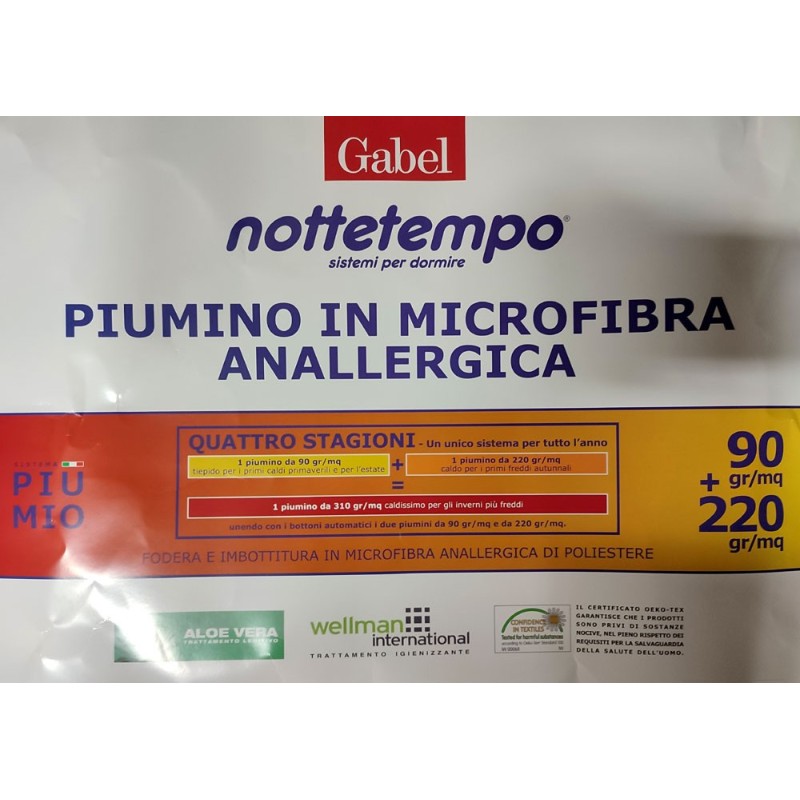 Gabel
nottetempo®
sistemi per dormire
PIUMINO IN MICROFIBRA
ANALLERGICA
SISTEMA
PIU
MIO
QUATTRO STAGIONI - Un unico sistema per tutto l'anno
1 piumino da 90 gr/mq
tiepido per i primi caldi primaverili e per l'estate
+
1 piumino da 220 gr/mq
caldo per i primi freddi autunnali
=
1 piumino da 310 gr/mq caldissimo per gli inverni più freddi
unendo con i bottoni automatici i due piumini da 90 gr/mq e da 220 gr/mq.
90
+ gr/mq
220
gr/mq
FODERA E IMBOTTITURA IN MICROFIBRA ANALLERGICA DI POLIESTERE
ALOE VERA
TRATTAMENTO
wellman
international
TRATTAMENTO IGIENIZZANTE
CONFIDENCE
IN TEXTILES
Tested for harmful substances
IL CERTIFICATO OEKO-TEX
GARANTISCE CHE I PRODOTTI
SONO PRIVI DI SOSTANZE
NOCIVE, NEL PIENO RISPETTO DEI
REQUISITI PER LA SALVAGUARDIA
DELLA SALUTE DELL'UOMO.